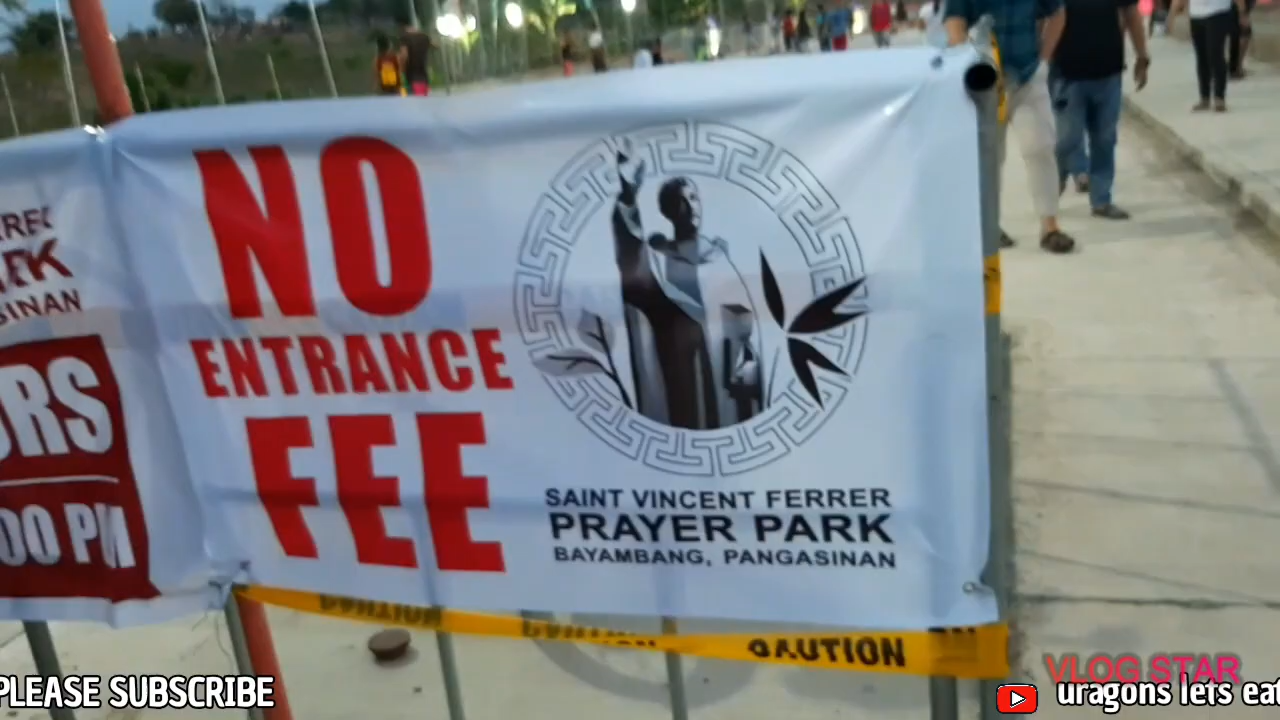 NO
ENTRANCE
FEE
SAINT VINCENT FERRER
PRAYER PARK
BAYAMBANG, PANGASINAN
00 PM
CAUTION
CAUTION
VLOG STAR
PLEASE SUBSCRIBE
uragons lets eat